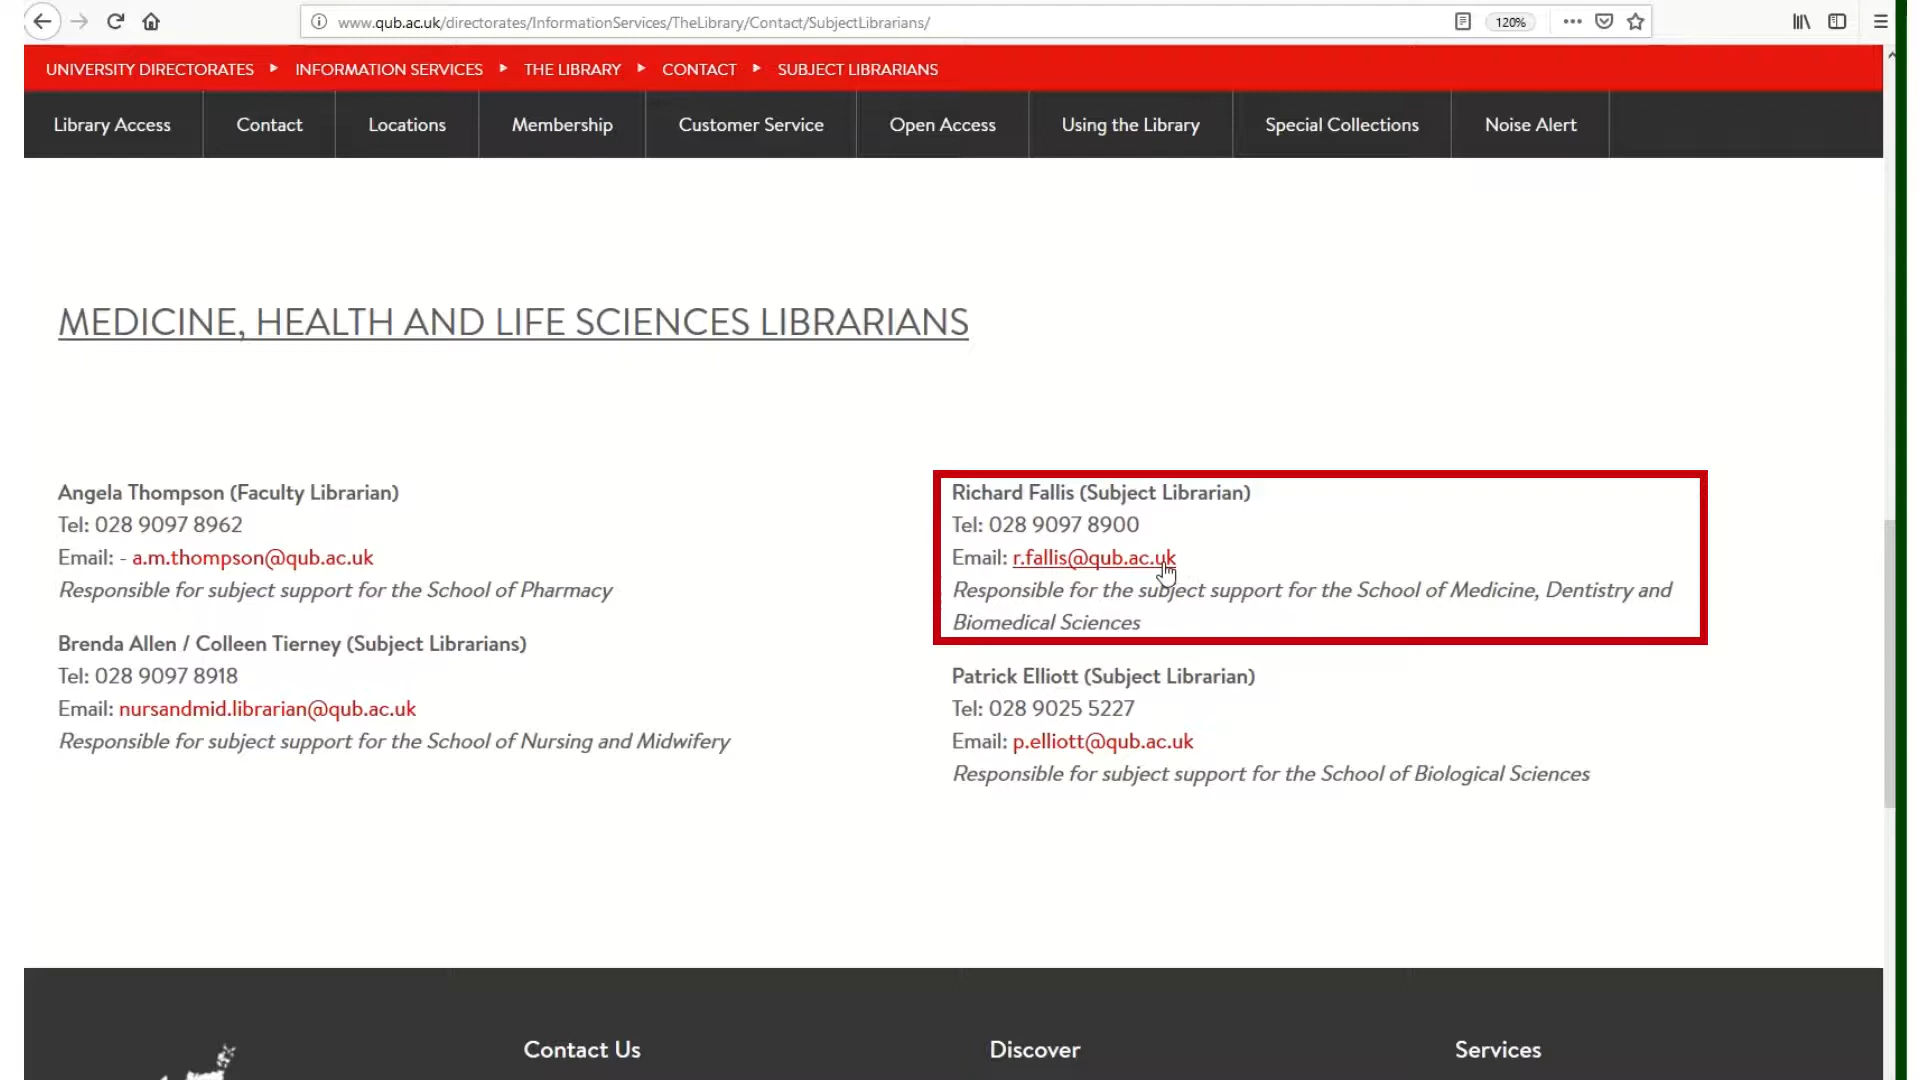 www.qub.ac.uk/directorates/InformationServices/TheLibrary/Contact/SubjectLibrarians/
120%
UNIVERSITY DIRECTORATES ▸ INFORMATION SERVICES ▸ THE LIBRARY ▸ CONTACT ▸ SUBJECT LIBRARIANS
Library Access Contact Locations Membership Customer Service Open Access Using the Library Special Collections Noise Alert
MEDICINE, HEALTH AND LIFE SCIENCES LIBRARIANS
Angela Thompson (Faculty Librarian)
Tel: 028 9097 8962
Email: - a.m.thompson@qub.ac.uk
Responsible for subject support for the School of Pharmacy
Brenda Allen / Colleen Tierney (Subject Librarians)
Tel: 028 9097 8918
Email: nursandmid.librarian@qub.ac.uk
Responsible for subject support for the School of Nursing and Midwifery
Richard Fallis (Subject Librarian)
Tel: 028 9097 8900
Email: r.fallis@qub.ac.uk
Responsible for the subject support for the School of Medicine, Dentistry and
Biomedical Sciences
Patrick Elliott (Subject Librarian)
Tel: 028 9025 5227
Email: p.elliott@qub.ac.uk
Responsible for subject support for the School of Biological Sciences
Contact Us Discover Services